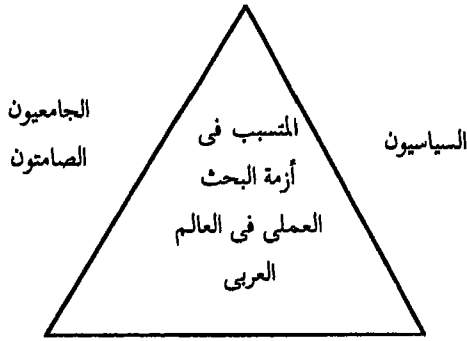 الجامعيون
الصامتون
السياسيون
المتسبب فى
أزمة البحث
العملى فى العالم
العربى